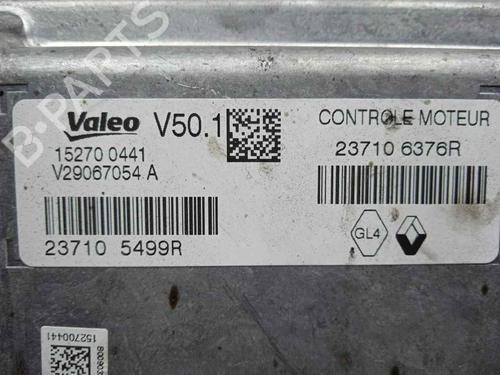 Valeo V50.1
15270 0441
V29067054 A
23710 5499R
CONTROLE MOTEUR
23710 6376R
GL4
152700441
B-PARTS